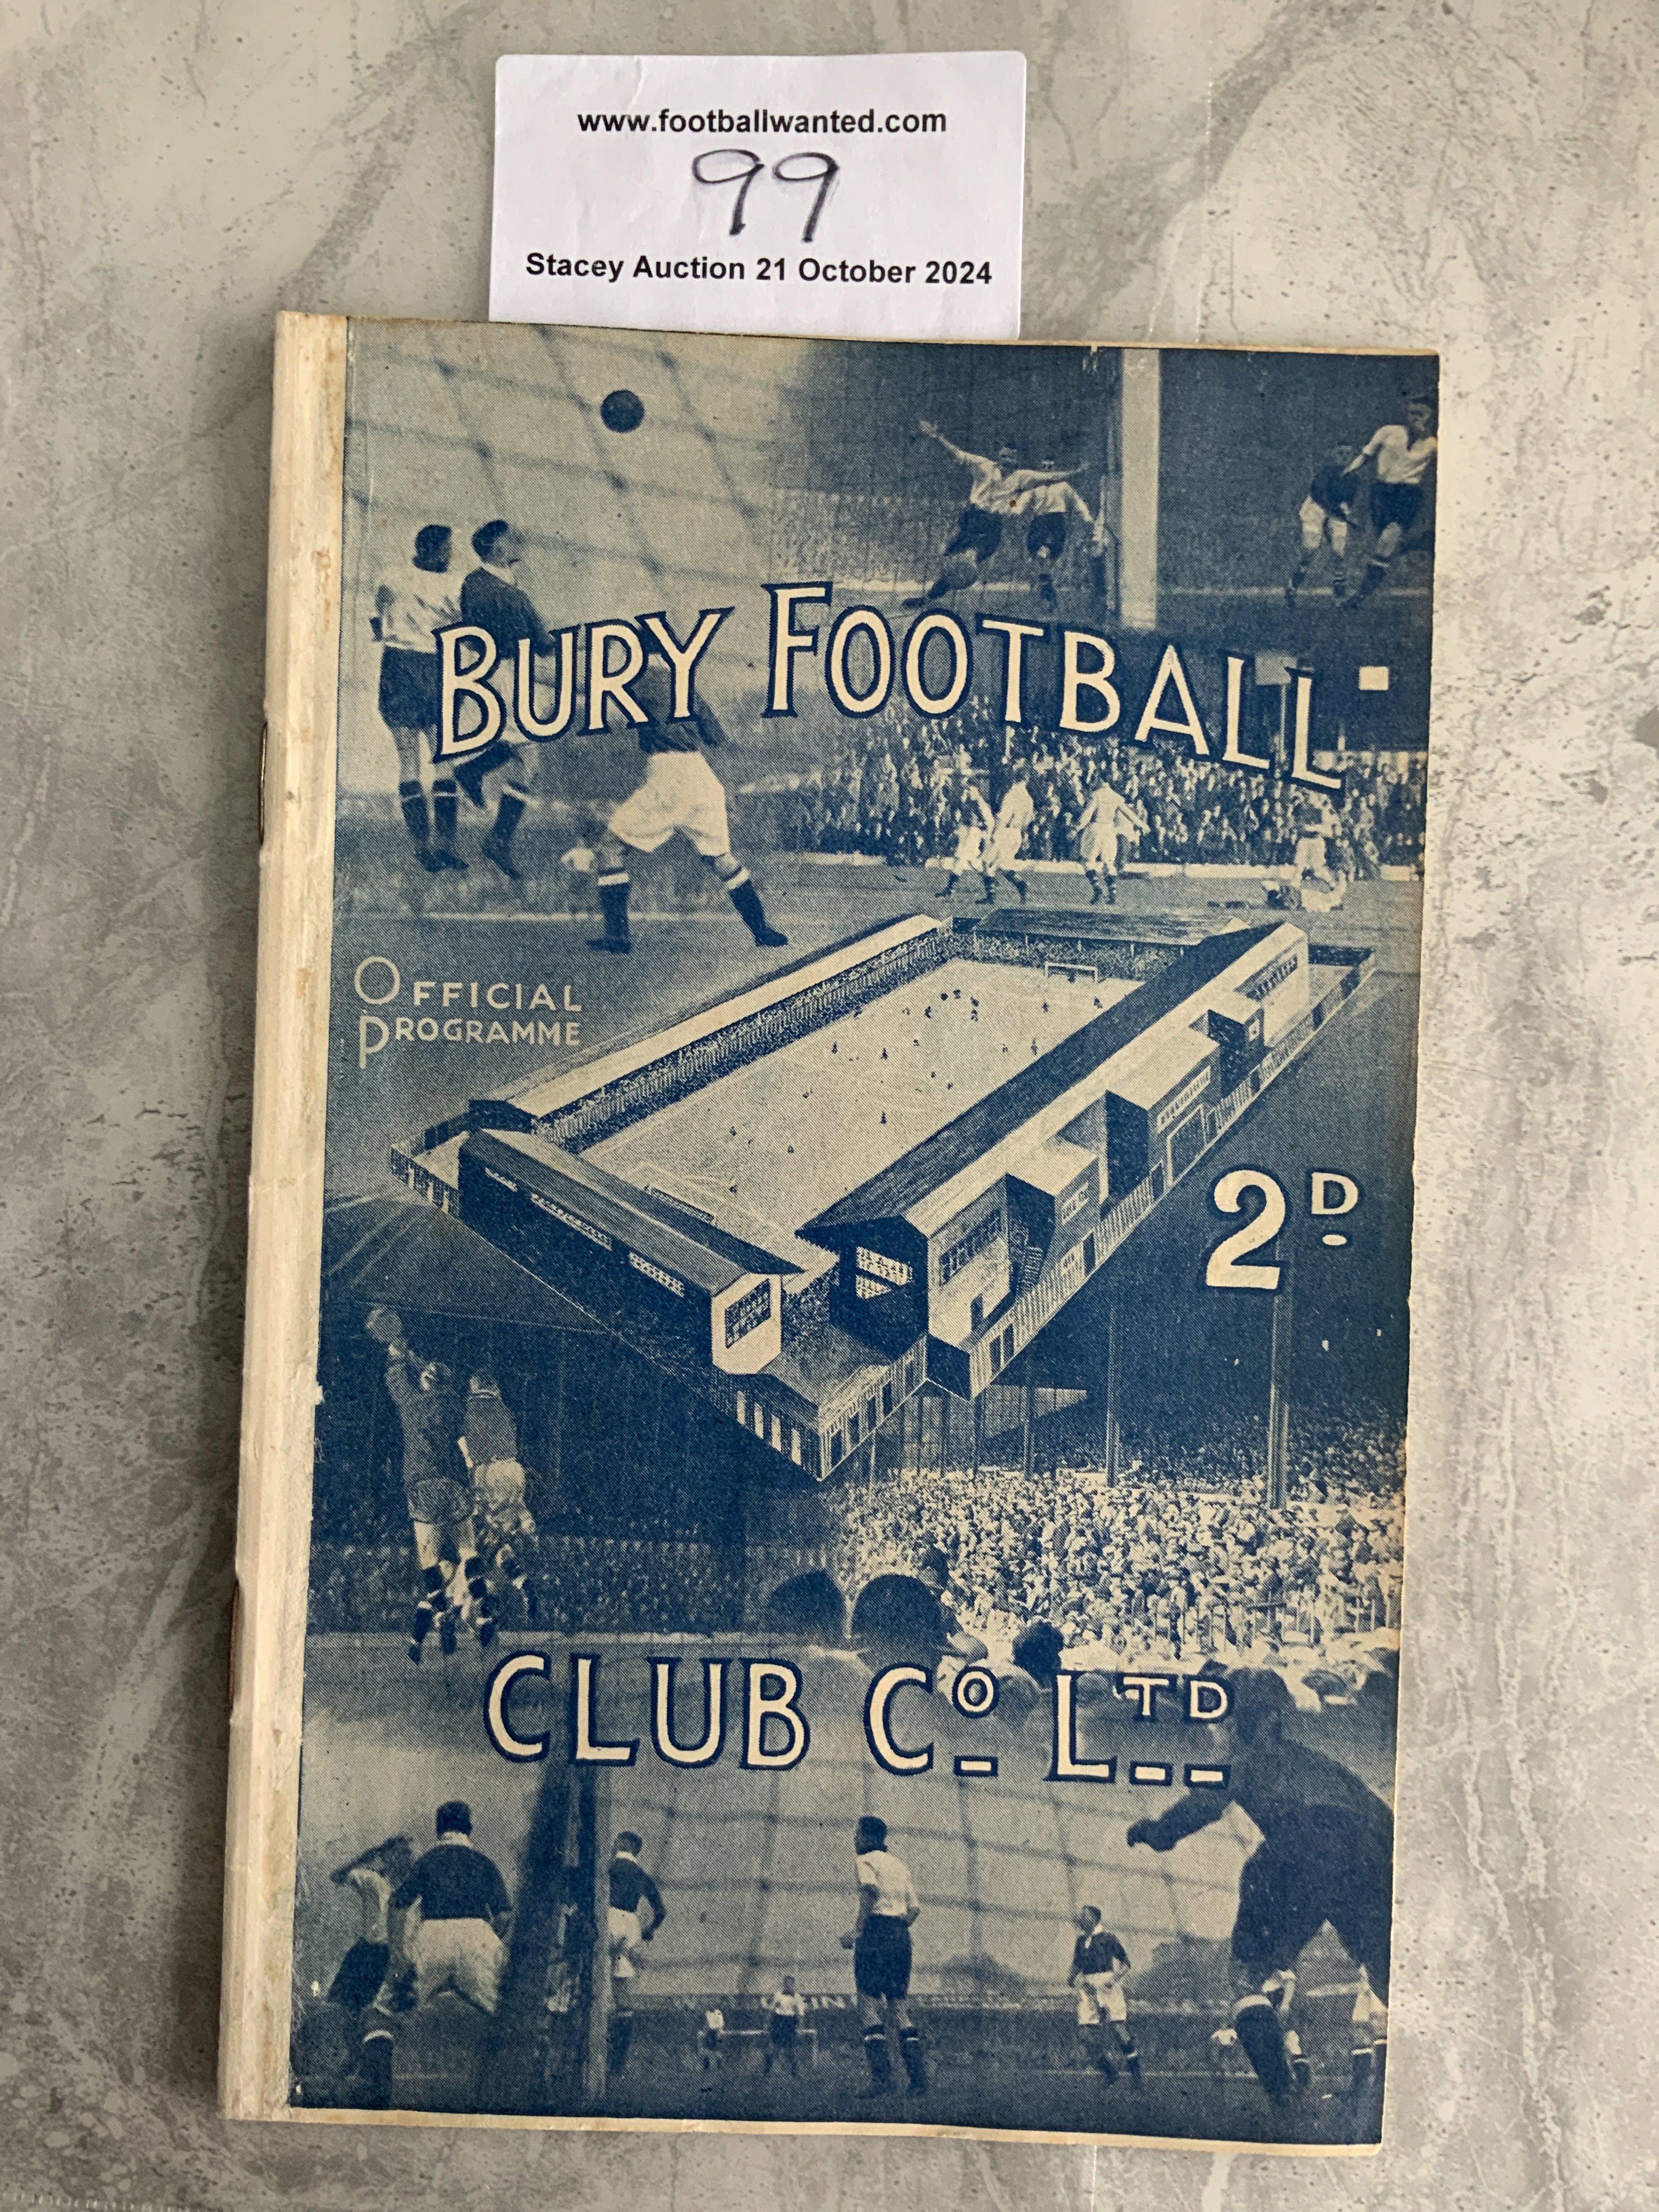 www.footballwanted.com
99
Stacey Auction 21 October 2024
BURY FOOTBALL
OFFICIAL
PROGRAMME
2D
CLUB CO LTD